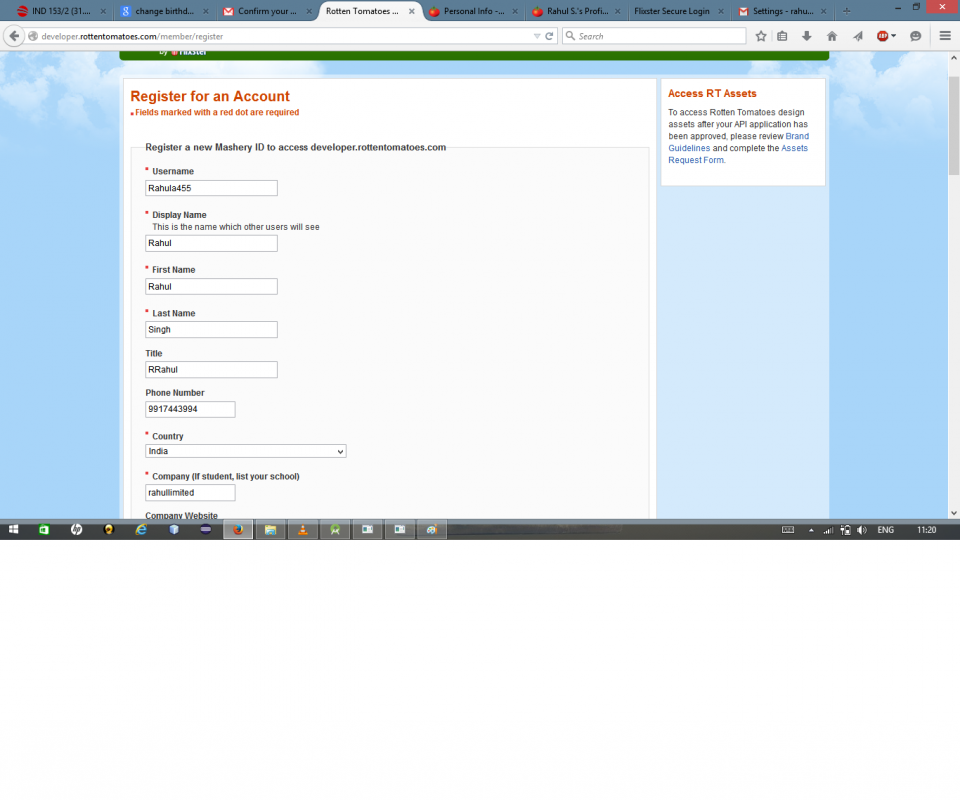 IND 153/2 (31....
change birthd...
Confirm your ...
Rotten Tomatoes ...
Personal Info -...
Rahul S.'s Profi...
Flixster Secure Login
Settings - rahu...
developer.rottentomatoes.com/member/register
Search
ABP
by Flixster
Register for an Account
Fields marked with a red dot are required
Register a new Mashery ID to access developer.rottentomatoes.com
* Username
Rahula455
* Display Name
This is the name which other users will see
Rahul
* First Name
Rahul
* Last Name
Singh
Title
RRahul
Phone Number
9917443994
* Country
India
* Company (If student, list your school)
rahullimited
Company Website
Access RT Assets
To access Rotten Tomatoes design
assets after your API application has
been approved, please review Brand
Guidelines and complete the Assets
Request Form.
ENG
11:20